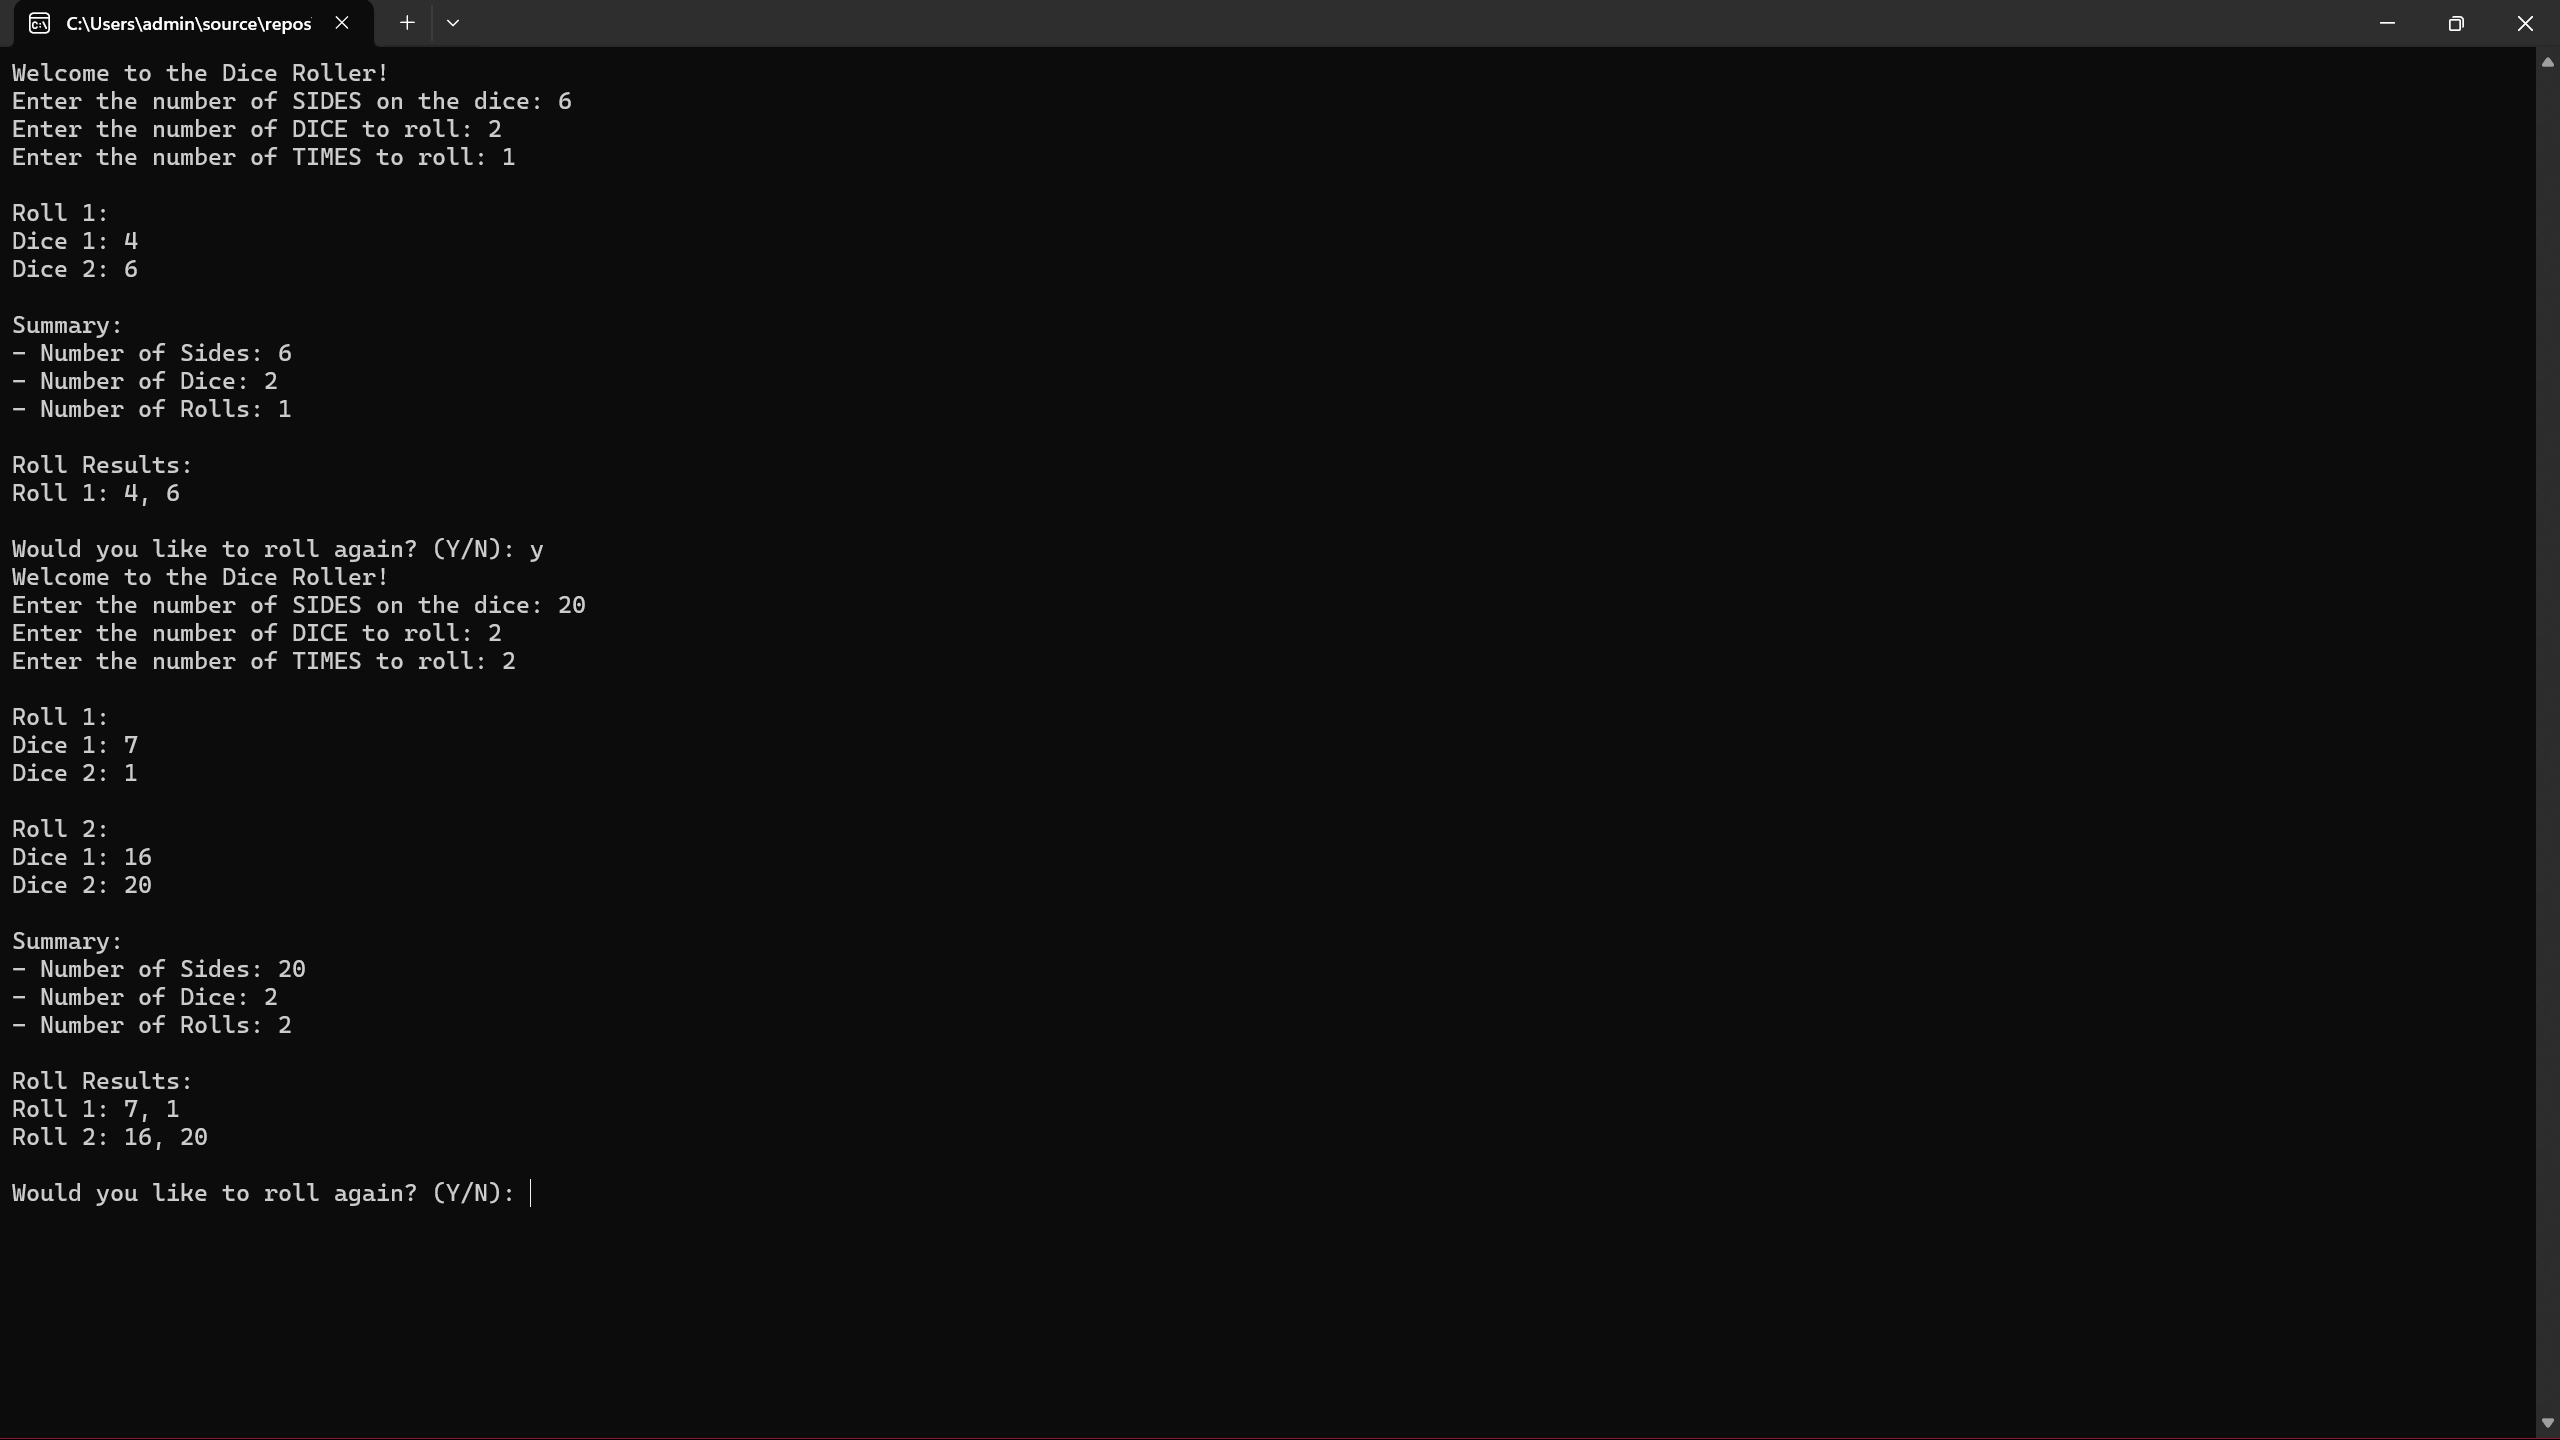 C:\Users\admin\source\repos
Welcome to the Dice Roller!
Enter the number of SIDES on the dice: 6
Enter the number of DICE to roll: 2
Enter the number of TIMES to roll: 1
Roll 1:
Dice 1: 4
Dice 2: 6
Summary:
- Number of Sides: 6
- Number of Dice: 2
- Number of Rolls: 1
Roll Results:
Roll 1: 4, 6
Would you like to roll again? (Y/N): y
Welcome to the Dice Roller!
Enter the number of SIDES on the dice: 20
Enter the number of DICE to roll: 2
Enter the number of TIMES to roll: 2
Roll 1:
Dice 1: 7
Dice 2: 1
Roll 2:
Dice 1: 16
Dice 2: 20
Summary:
- Number of Sides: 20
- Number of Dice: 2
- Number of Rolls: 2
Roll Results:
Roll 1: 7, 1
Roll 2: 16, 20
Would you like to roll again? (Y/N):